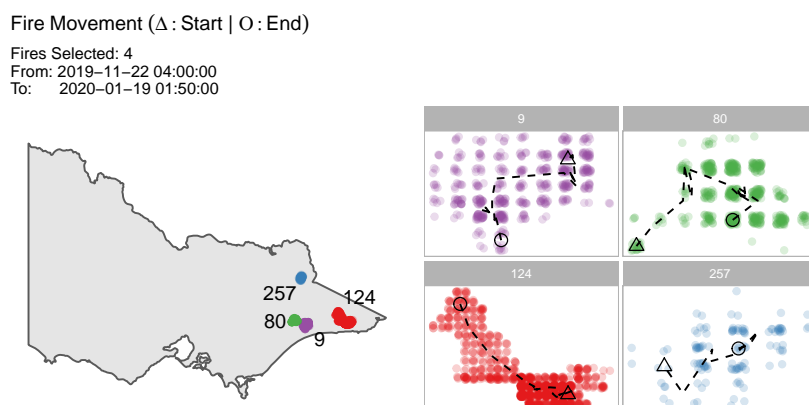 Fire Movement (Δ : Start | O : End)
Fires Selected: 4
From: 2019−11−22 04:00:00
To: 2020−01−19 01:50:00
9
80
257
124
80
9
124
257